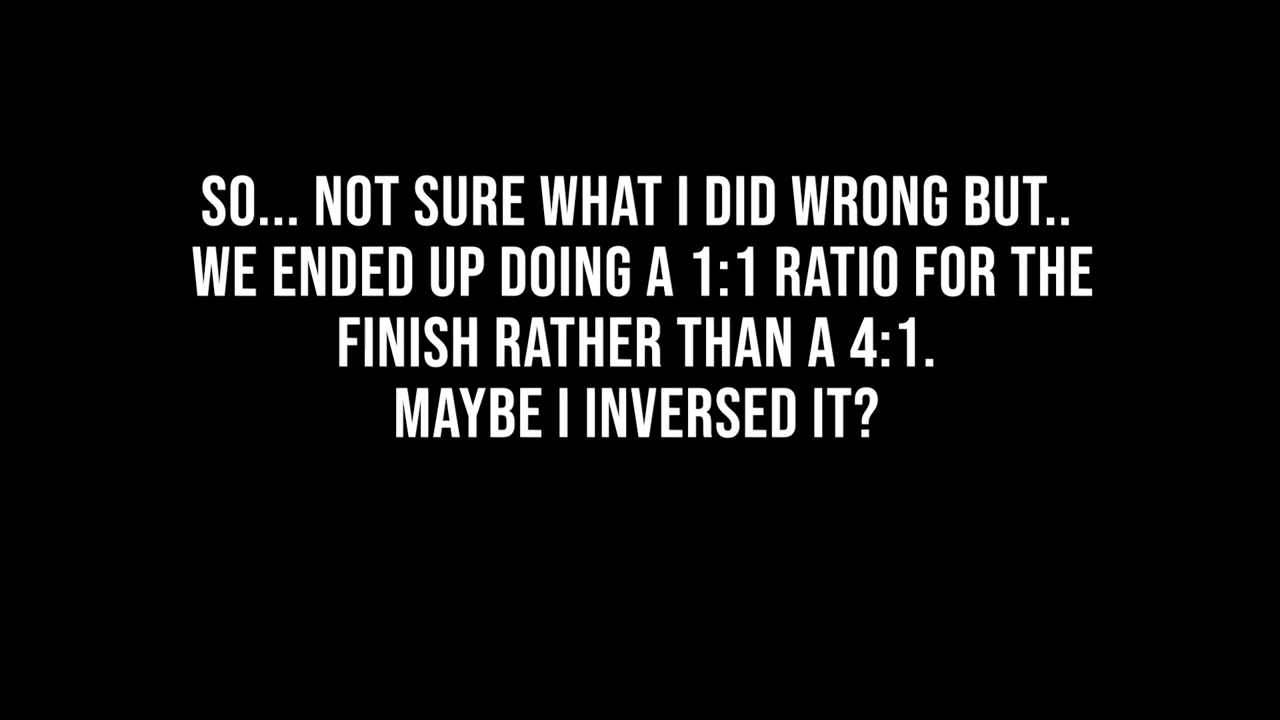 SO... NOT SURE WHAT I DID WRONG BUT..
WE ENDED UP DOING A 1:1 RATIO FOR THE
FINISH RATHER THAN A 4:1.
MAYBE I INVERSED IT?